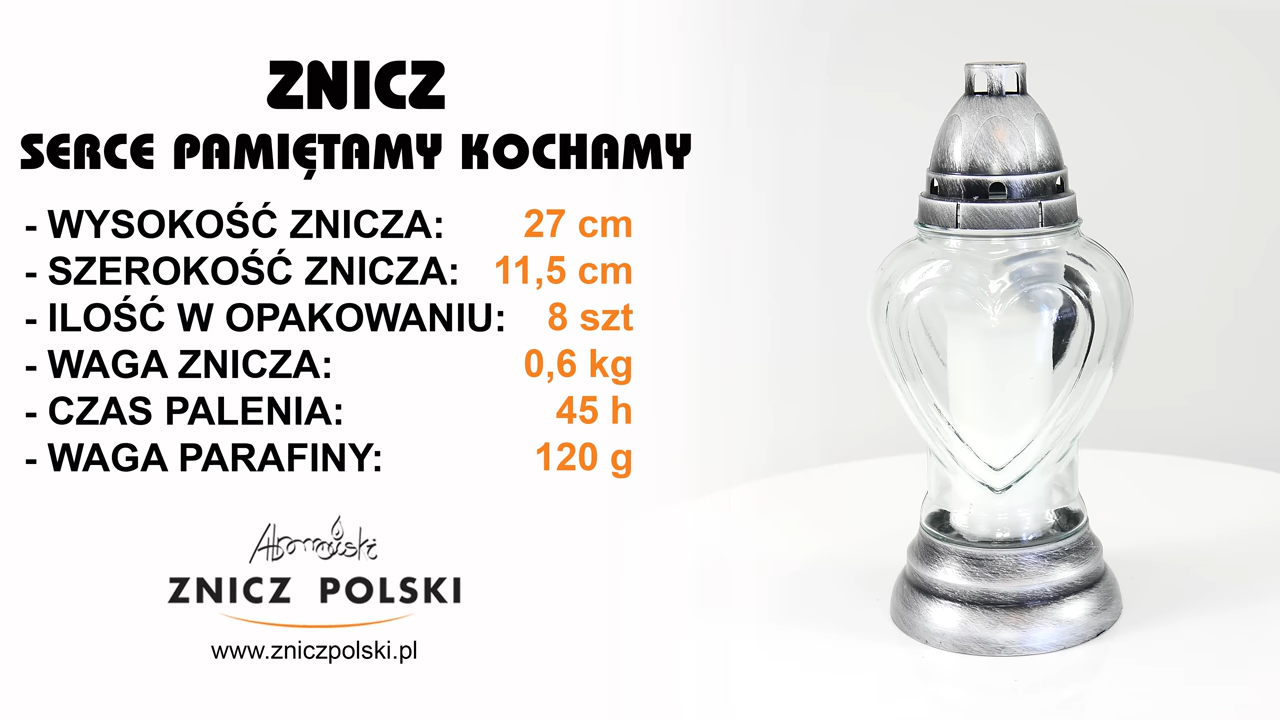 ZNICZ
SERCE PAMIĘTAMY KOCHAMY
- WYSOKOŚĆ ZNICZA: 27 cm
- SZEROKOŚĆ ZNICZA: 11,5 cm
- ILOŚĆ W OPAKOWANIU: 8 szt
- WAGA ZNICZA: 0,6 kg
- CZAS PALENIA: 45 h
- WAGA PARAFINY: 120 g
ZNICZ POLSKI
www.zniczpolski.pl